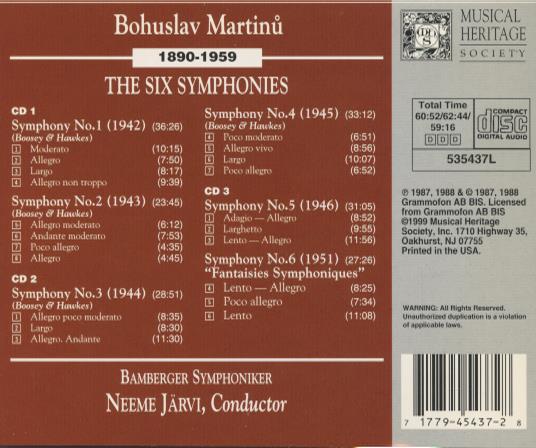 Bohuslav Martinů
1890-1959
THE SIX SYMPHONIES
CD 1
Symphony No.1 (1942) (36:26)
(Boosey & Hawkes)
1 Moderato (10:15)
2 Allegro (7:50)
3 Largo (8:17)
4 Allegro non troppo (9:39)
Symphony No.2 (1943) (23:45)
(Boosey & Hawkes)
5 Allegro moderato (6:12)
6 Andante moderato (7:53)
7 Poco allegro (4:35)
8 Allegro (4:45)
CD 2
Symphony No.3 (1944) (28:51)
(Boosey & Hawkes)
1 Allegro poco moderato (8:35)
2 Largo (8:30)
3 Allegro. Andante (11:30)
Symphony No.4 (1945) (33:12)
(Boosey & Hawkes)
4 Poco moderato (6:51)
5 Allegro vivo (8:56)
6 Largo (10:07)
7 Poco allegro (6:52)
CD 3
Symphony No.5 (1946) (31:05)
1 Adagio — Allegro (8:52)
2 Larghetto (9:55)
3 Lento — Allegro (11:56)
Symphony No.6 (1951) (27:26)
"Fantaisies Symphoniques"
4 Lento — Allegro (8:25)
5 Poco allegro (7:34)
6 Lento (11:08)
BAMBERGER SYMPHONIKER
NEEME JÄRVI, Conductor
MUSICAL
HERITAGE
SOCIETY
Total Time
60:52/62:44/
59:16
DDD
COMPACT
disc
DIGITAL AUDIO
535437L
℗ 1987, 1988 & © 1987, 1988
Grammofon AB BIS. Licensed
from Grammofon AB BIS
©1999 Musical Heritage
Society, Inc. 1710 Highway 35,
Oakhurst, NJ 07755
Printed in the USA.
WARNING: All Rights Reserved.
Unauthorized duplication is a violation
of applicable laws.
7 1779-45437-2 8